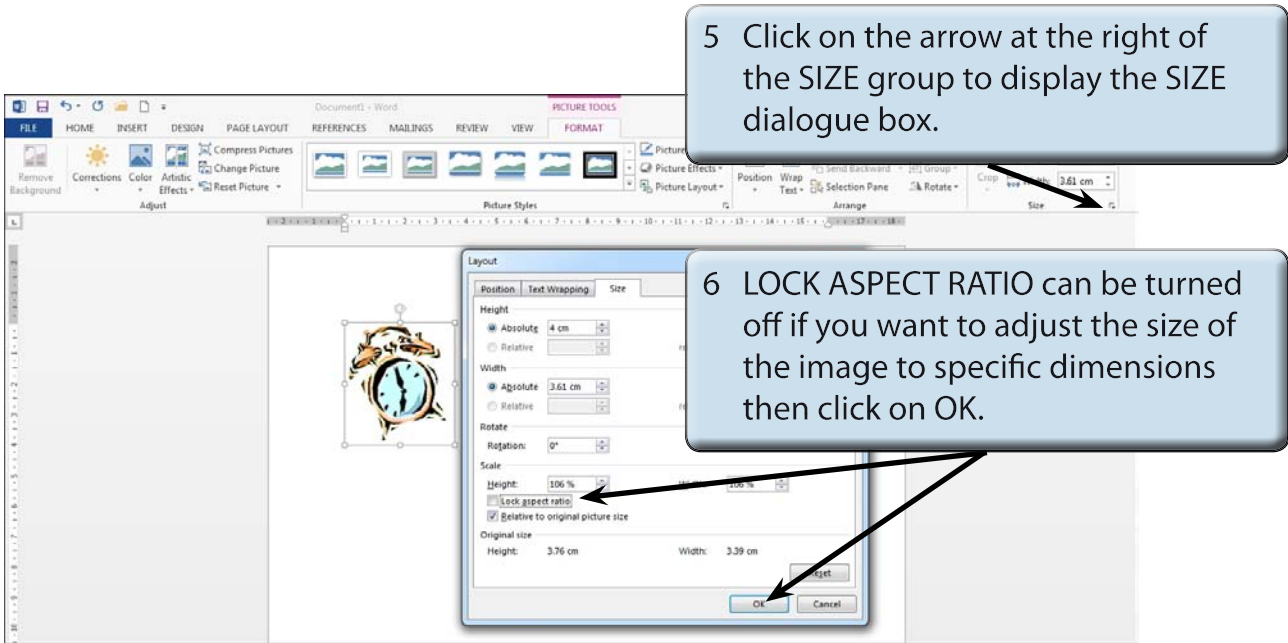 5 Click on the arrow at the right of
the SIZE group to display the SIZE
dialogue box.
Document1 - Word
PICTURE TOOLS
FILE HOME INSERT DESIGN PAGE LAYOUT REFERENCES MAILINGS REVIEW VIEW FORMAT
Remove
Background
Corrections
Color
Artistic
Effects
Compress Pictures
Change Picture
Reset Picture
Picture
Picture Effects
Picture Layout
Position
Wrap
Text
Send Backward
Selection Pane
Group
Rotate
Crop
3.61 cm
Adjust Picture Styles Arrange Size
Layout
Position Text Wrapping Size
Height
Absolute 4 cm
Relative
Width
Absolute 3.61 cm
Relative
Rotate
Rotation: 0°
Scale
Height: 106 % 106 %
Lock aspect ratio
Relative to original picture size
Original size
Height: 3.76 cm Width: 3.39 cm
Reset
OK Cancel
6 LOCK ASPECT RATIO can be turned
off if you want to adjust the size of
the image to specific dimensions
then click on OK.